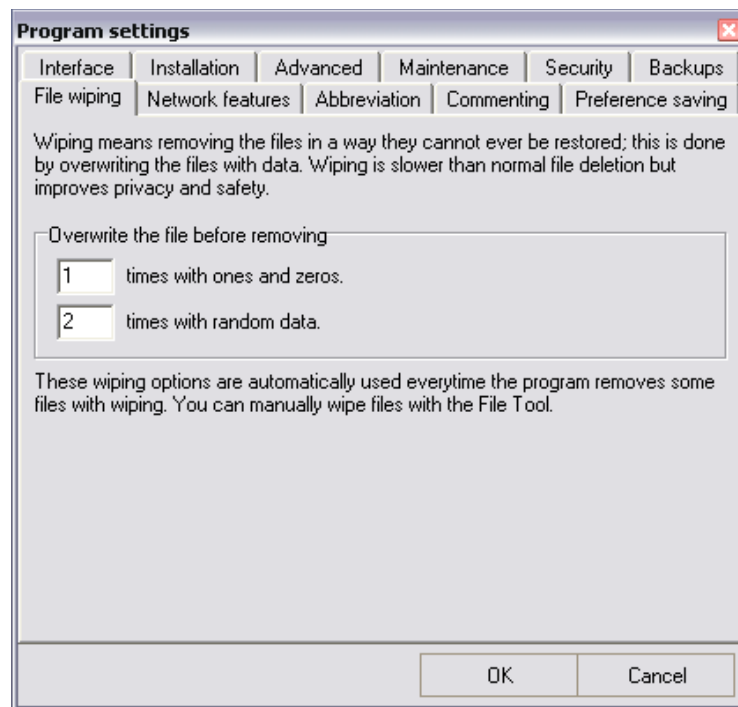 Program settings
Interface Installation Advanced Maintenance Security Backups
File wiping Network features Abbreviation Commenting Preference saving
Wiping means removing the files in a way they cannot ever be restored; this is done
by overwriting the files with data. Wiping is slower than normal file deletion but
improves privacy and safety.
Overwrite the file before removing
1 times with ones and zeros.
2 times with random data.
These wiping options are automatically used everytime the program removes some
files with wiping. You can manually wipe files with the File Tool.
OK Cancel